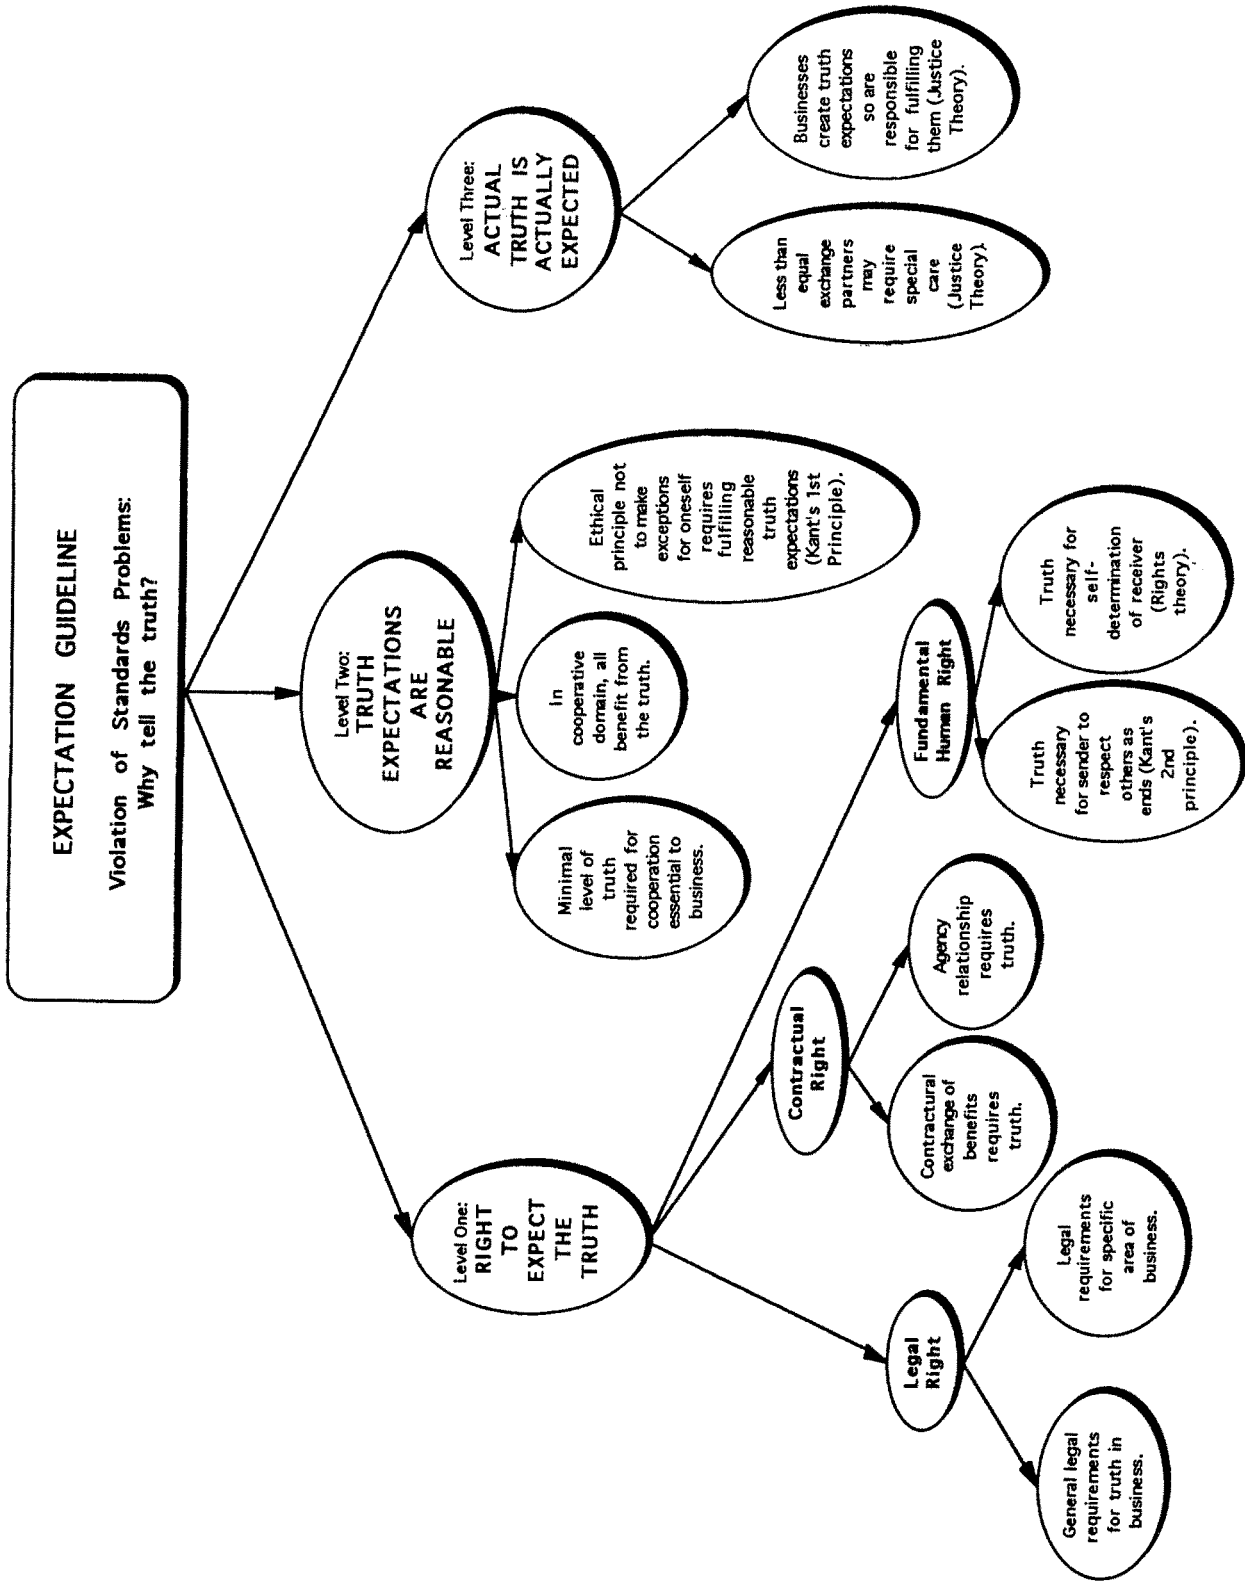 EXPECTATION GUIDELINE
Violation of Standards Problems:
Why tell the truth?
Level One:
RIGHT
TO
EXPECT
THE
TRUTH
Legal
Right
General legal
requirements
for truth in
business.
Legal
requirements
for specific
area of
business.
Contractual
Right
Contractural
exchange of
benefits
requires
truth.
Agency
relationship
requires
truth.
Fundamental
Human Right
Truth
necessary
for sender to
respect
others as
ends (Kant's
2nd
principle).
Truth
necessary for
self-
determination
of receiver
(Rights
theory).
Level Two:
TRUTH
EXPECTATIONS
ARE
REASONABLE
Minimal
level of
truth
required for
cooperation
essential to
business.
In
cooperative
domain, all
benefit from
the truth.
Ethical
principle not
to make
exceptions
for oneself
requires
fulfilling
reasonable
truth
expectations
(Kant's 1st
Principle).
Level Three:
ACTUAL
TRUTH IS
ACTUALLY
EXPECTED
Less than
equal
exchange
partners
may
require
special
care
(Justice
Theory).
Businesses
create truth
expectations
so are
responsible
for fulfilling
them (Justice
Theory).